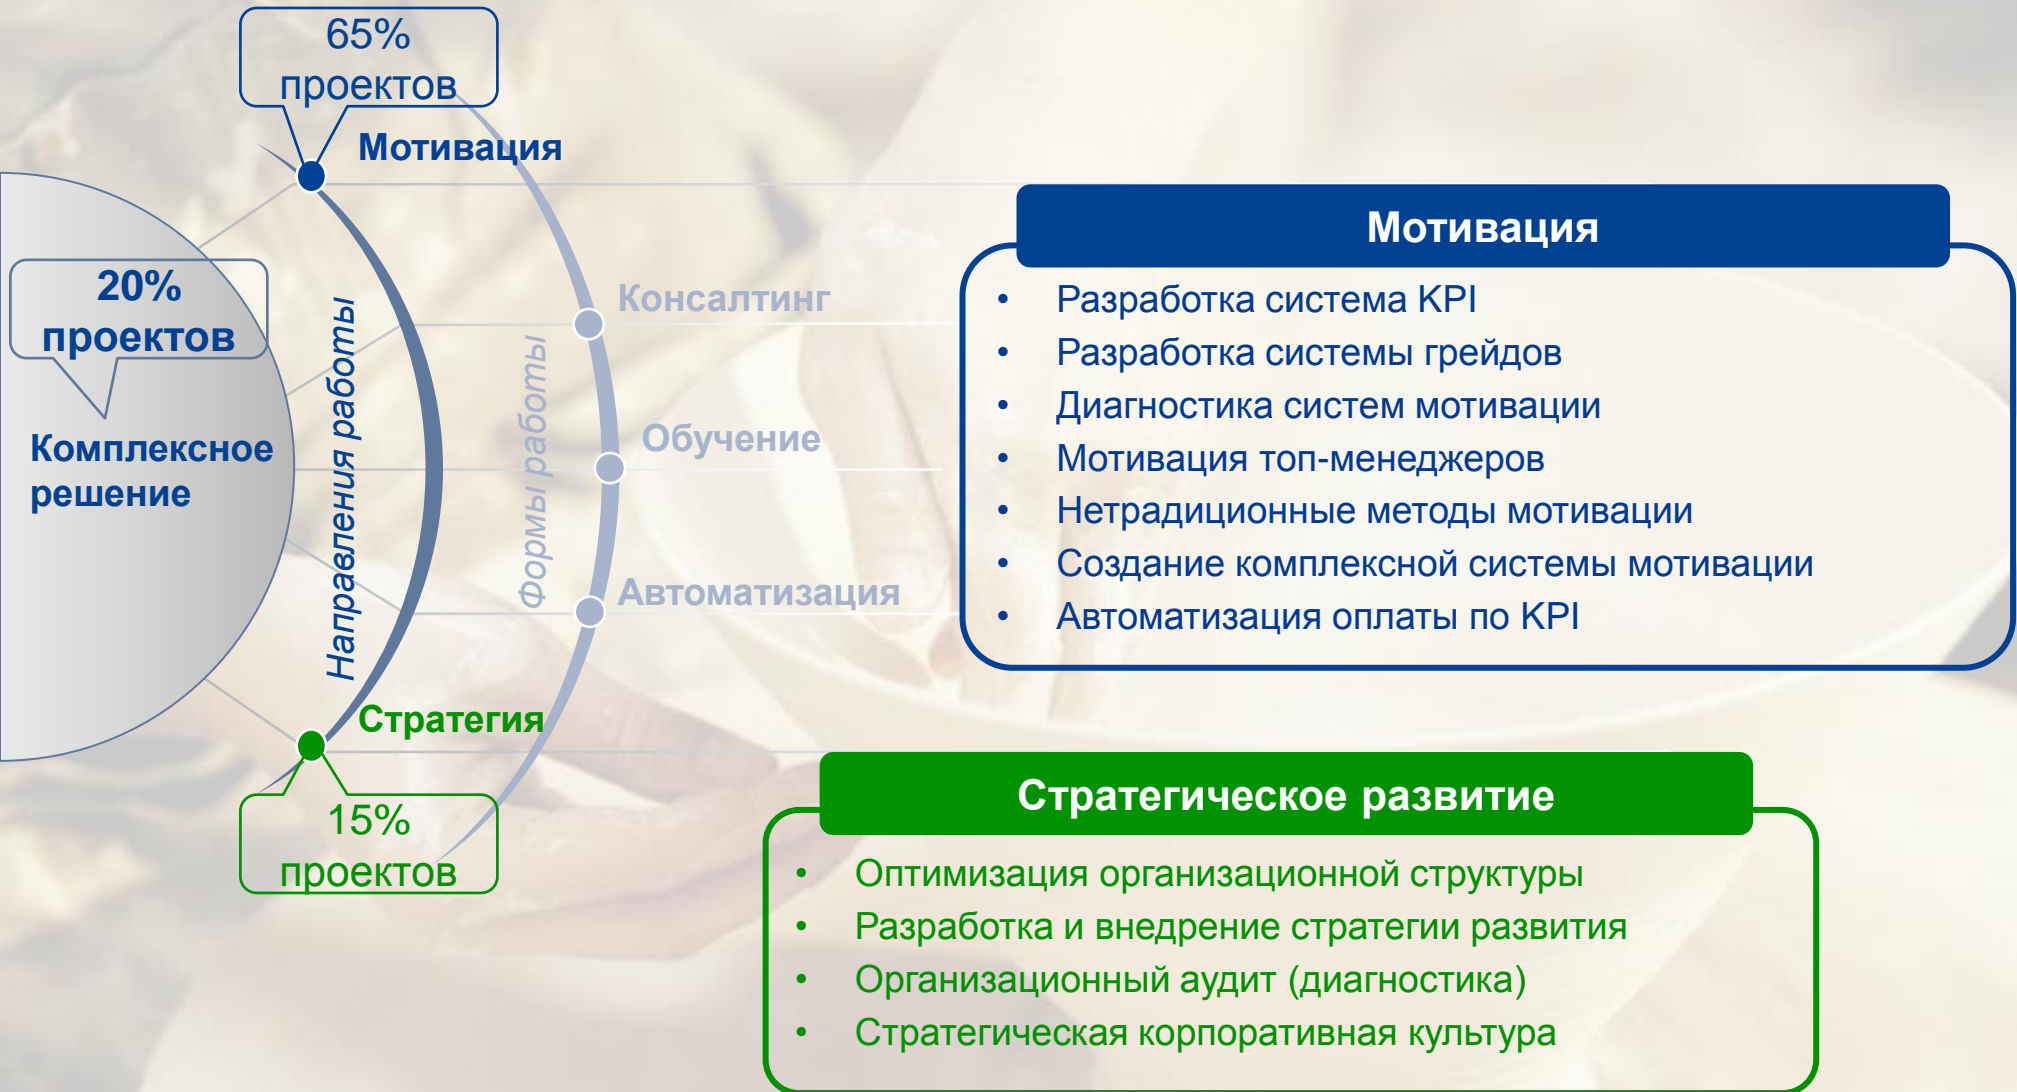 65%
проектов
Мотивация
20%
проектов
Комплексное
решение
Направления работы
Формы работы
Консалтинг
Обучение
Автоматизация
Стратегия
15%
проектов
Мотивация
• Разработка система KPI
• Разработка системы грейдов
• Диагностика систем мотивации
• Мотивация топ-менеджеров
• Нетрадиционные методы мотивации
• Создание комплексной системы мотивации
• Автоматизация оплаты по KPI
Стратегическое развитие
• Оптимизация организационной структуры
• Разработка и внедрение стратегии развития
• Организационный аудит (диагностика)
• Стратегическая корпоративная культура